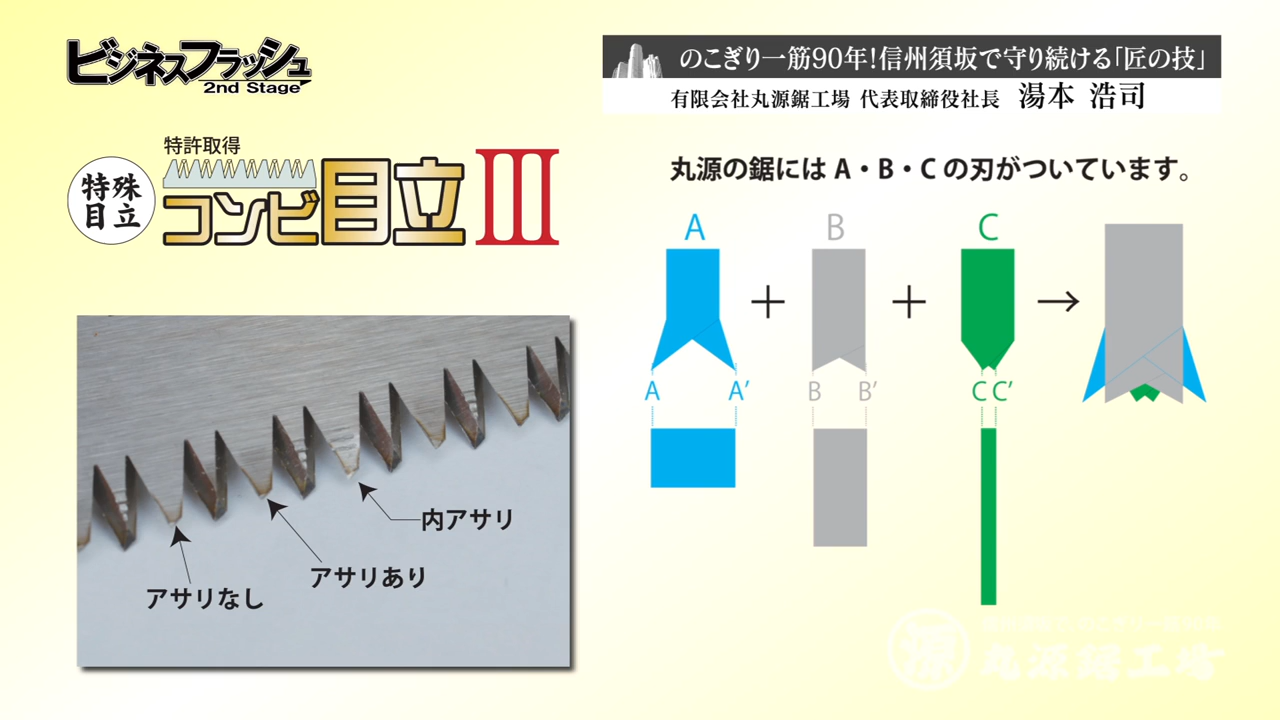 ビジネスフラッシュ
2nd Stage
のこぎり一筋90年!信州須坂で守り続ける「匠の技」
有限会社丸源鋸工場 代表取締役社長 湯本 浩司
特殊
目立
特許取得
コンビ目立Ⅲ
丸源の鋸には A・B・C の刃がついています。
A
B
C
+
+
→
A A’
B B’
C C’
内アサリ
アサリあり
アサリなし
丸源鋸工場